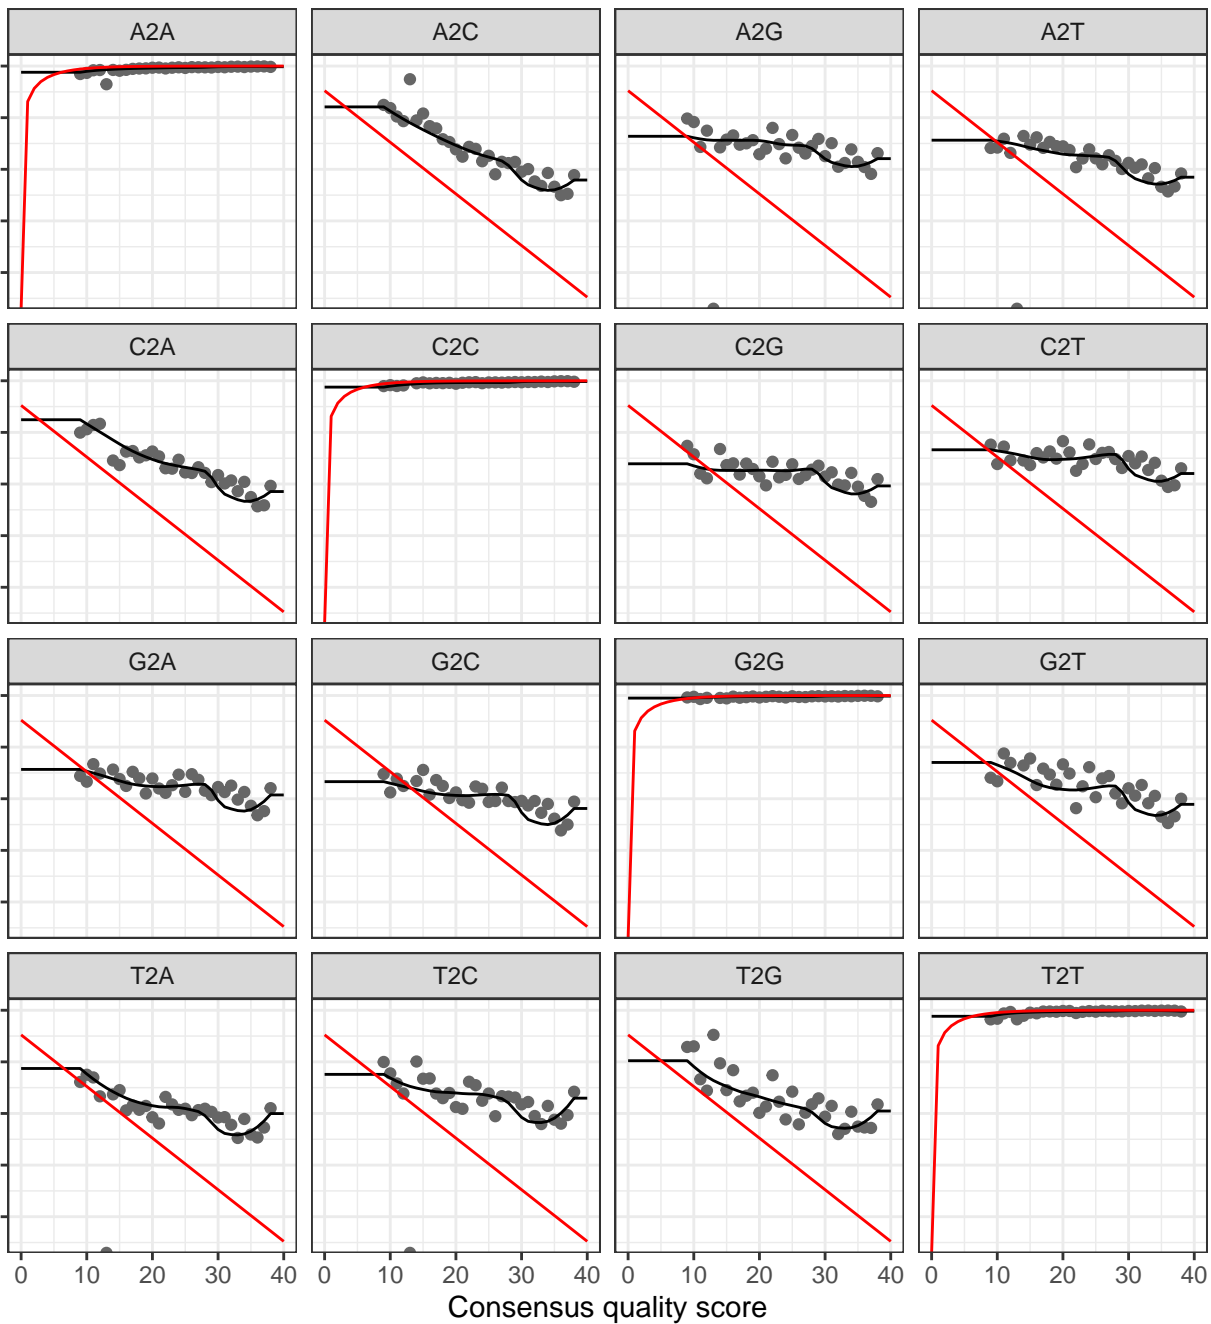 A2A A2C A2G A2T
C2A C2C C2G C2T
G2A G2C G2G G2T
T2A T2C T2G T2T
0 10 20 30 40 0 10 20 30 40 0 10 20 30 40 0 10 20 30 40
Consensus quality score